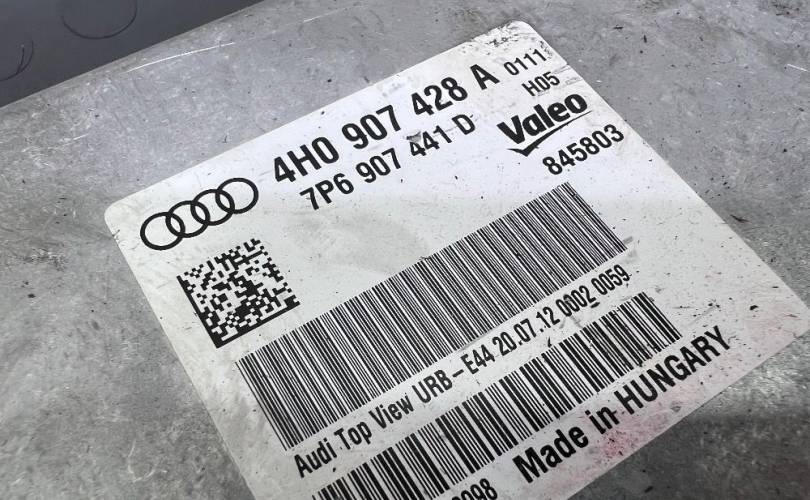 4H0 907 428 A 0111
7P6 907 441 D H05
Valeo
845803
Audi Top View URB-E44 20.07.12 0002 0059
Made in HUNGARY